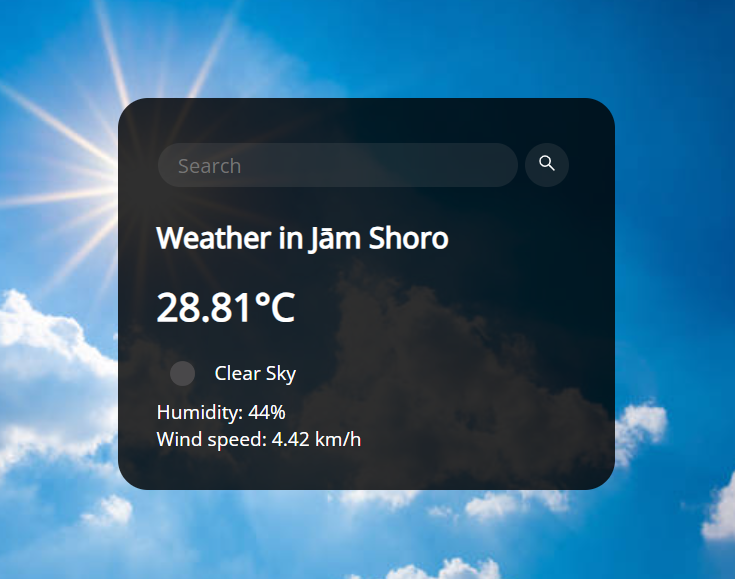 Search
Weather in Jām Shoro
28.81°C
Clear Sky
Humidity: 44%
Wind speed: 4.42 km/h